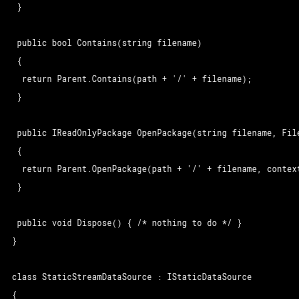 }
public bool Contains(string filename)
{
return Parent.Contains(path + '/' + filename);
}
public IReadOnlyPackage OpenPackage(string filename, File
{
return Parent.OpenPackage(path + '/' + filename, context
}
public void Dispose() { /* nothing to do */ }
}
class StaticStreamDataSource : IStaticDataSource
{